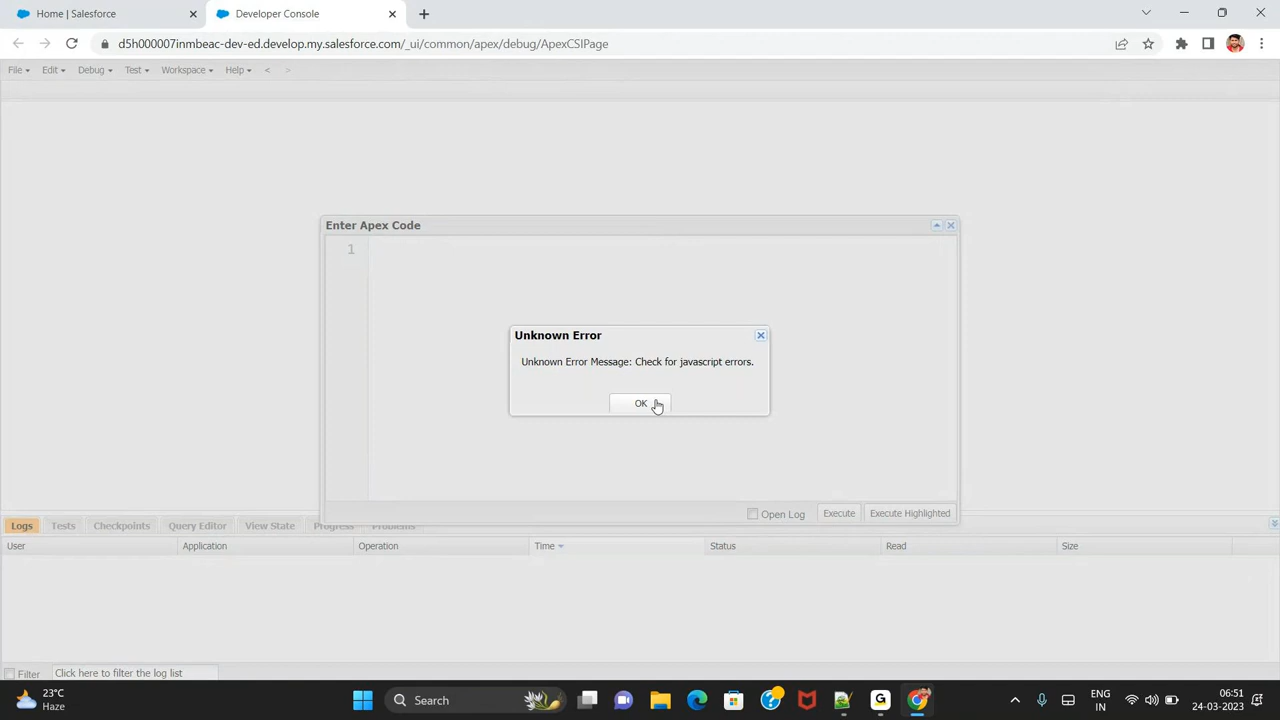 Home | Salesforce
Developer Console
d5h000007inmbeac-dev-ed.develop.my.salesforce.com/_ui/common/apex/debug/ApexCSIPage
File Edit Debug Test Workspace Help < >
Enter Apex Code
1
Unknown Error
Unknown Error Message: Check for javascript errors.
OK
Open Log Execute Execute Highlighted
Logs Tests Checkpoints Query Editor View State Progress Problems
User Application Operation Time Status Read Size
Filter Click here to filter the log list
23°C
Haze
Search
ENG
IN
06:51
24-03-2023